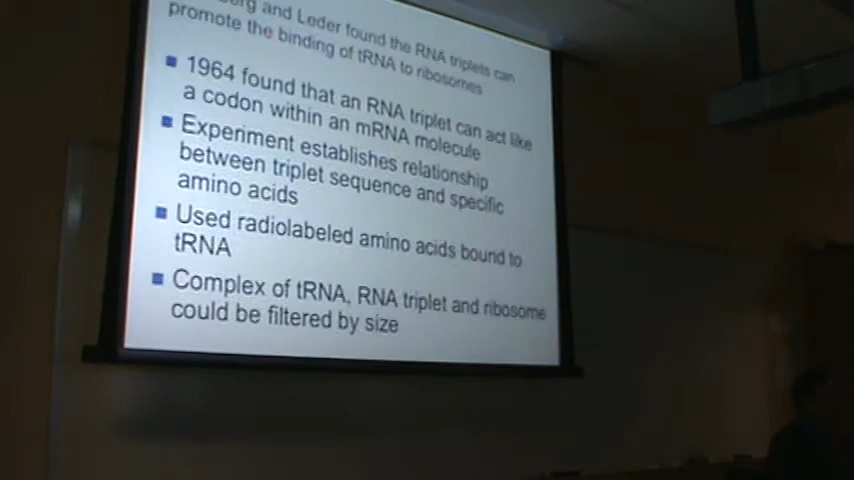 and Leder found the RNA triplets can
promote the binding of tRNA to ribosomes
1964 found that an RNA triplet can act like
a codon within an mRNA molecule
Experiment establishes relationship
between triplet sequence and specific
amino acids
Used radiolabeled amino acids bound to
tRNA
Complex of tRNA, RNA triplet and ribosome
could be filtered by size